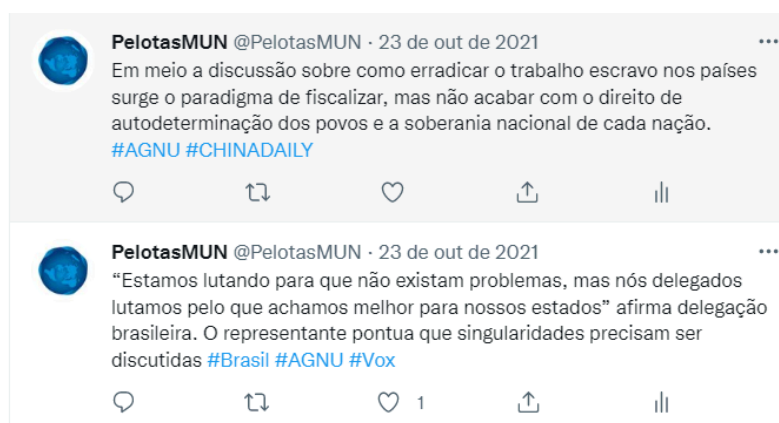 PelotasMUN @PelotasMUN · 23 de out de 2021
Em meio a discussão sobre como erradicar o trabalho escravo nos países
surge o paradigma de fiscalizar, mas não acabar com o direito de
autodeterminação dos povos e a soberania nacional de cada nação.
#AGNU #CHINADAILY
PelotasMUN @PelotasMUN · 23 de out de 2021
“Estamos lutando para que não existam problemas, mas nós delegados
lutamos pelo que achamos melhor para nossos estados” afirma delegação
brasileira. O representante pontua que singularidades precisam ser
discutidas #Brasil #AGNU #Vox
1